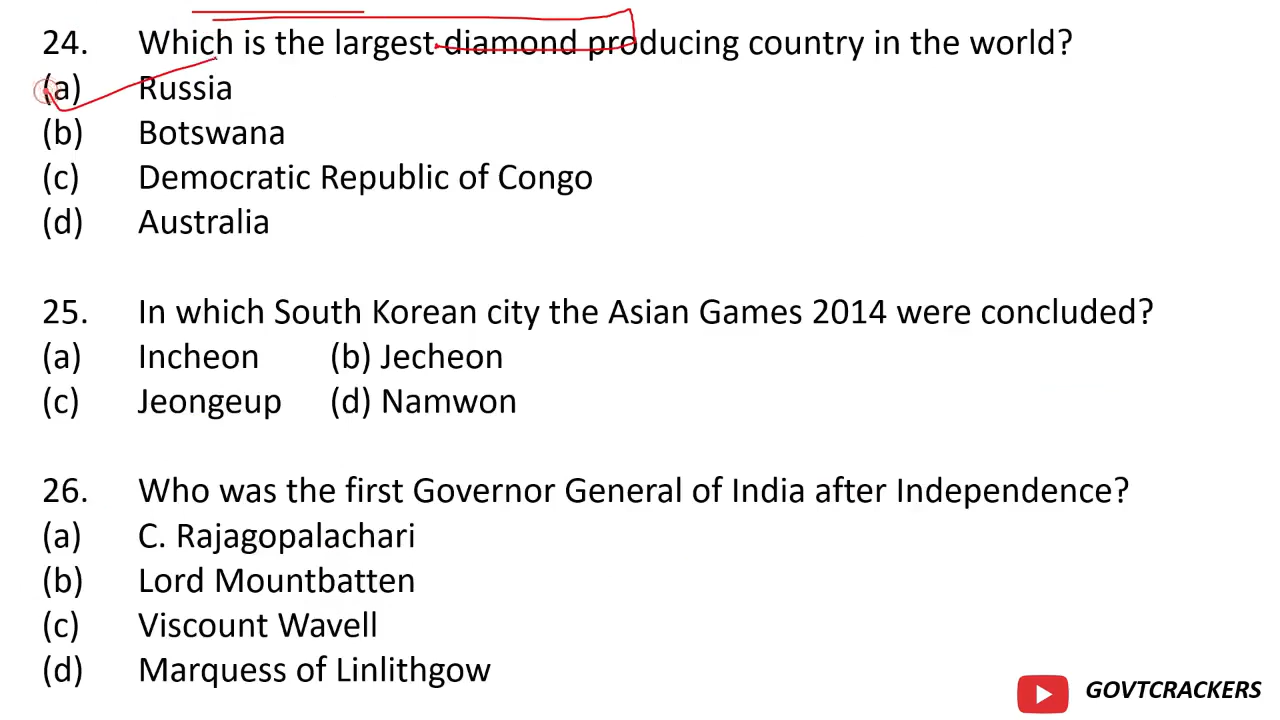 24. Which is the largest diamond producing country in the world?
(a) Russia
(b) Botswana
(c) Democratic Republic of Congo
(d) Australia
25. In which South Korean city the Asian Games 2014 were concluded?
(a) Incheon (b) Jecheon
(c) Jeongeup (d) Namwon
26. Who was the first Governor General of India after Independence?
(a) C. Rajagopalachari
(b) Lord Mountbatten
(c) Viscount Wavell
(d) Marquess of Linlithgow
GOVTCRACKERS